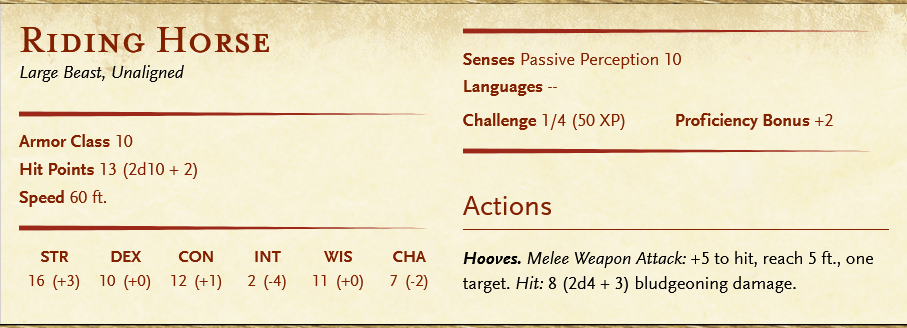 Riding Horse
Large Beast, Unaligned
Armor Class 10
Hit Points 13 (2d10 + 2)
Speed 60 ft.
STR DEX CON INT WIS CHA
16 (+3) 10 (+0) 12 (+1) 2 (-4) 11 (+0) 7 (-2)
Senses Passive Perception 10
Languages --
Challenge 1/4 (50 XP) Proficiency Bonus +2
Actions
Hooves. Melee Weapon Attack: +5 to hit, reach 5 ft., one
target. Hit: 8 (2d4 + 3) bludgeoning damage.